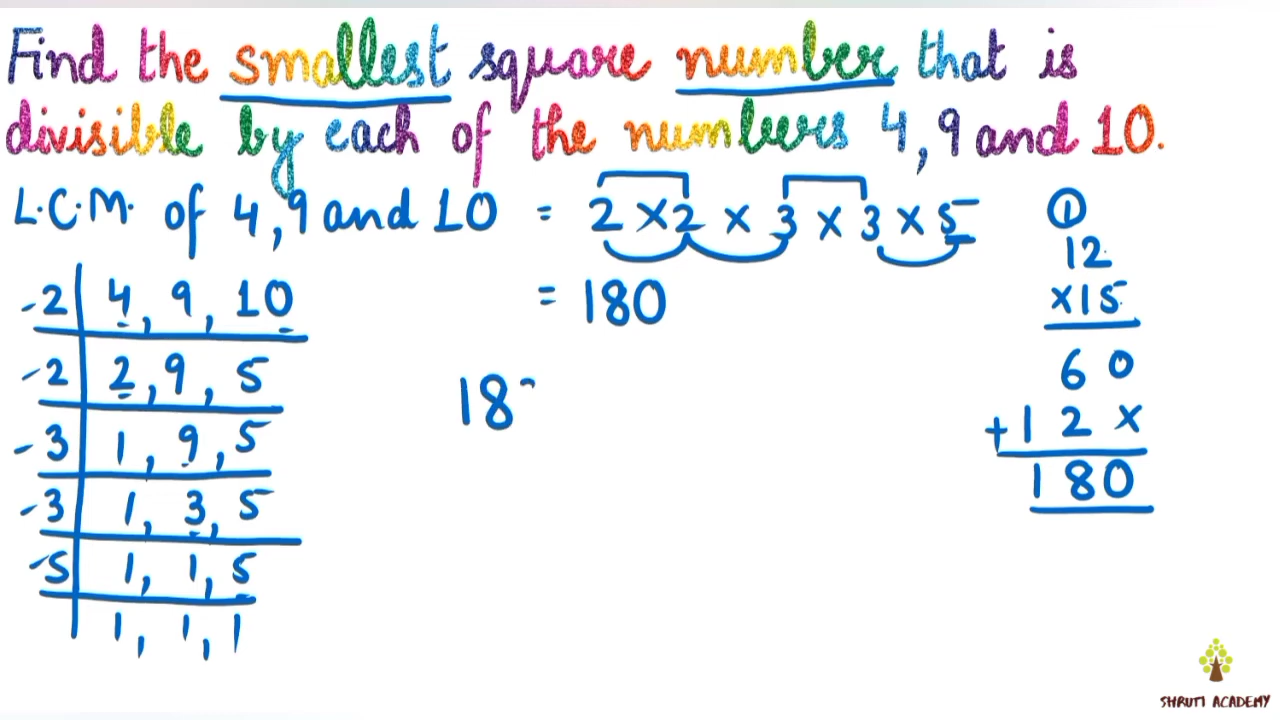 Find the smallest square number that is
divisible by each of the numbers 4, 9 and 10.
L.C.M. of 4, 9 and 10 = 2 × 2 × 3 × 3 × 5
= 180
-2 | 4, 9, 10
-2 | 2, 9, 5
-3 | 1, 9, 5
-3 | 1, 3, 5
-5 | 1, 1, 5
1, 1, 1
18
1
12
×15
60
+12×
180
SHRUTI ACADEMY